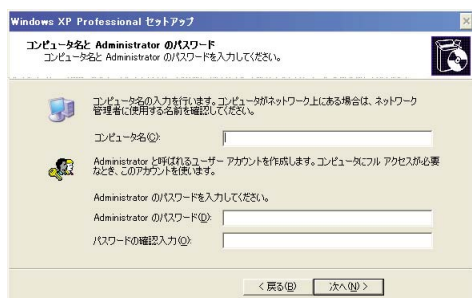 Windows XP Professional セットアップ
コンピュータ名と Administrator のパスワード
コンピュータ名と Administrator のパスワードを入力してください。
コンピュータ名の入力を行います。コンピュータがネットワーク上にある場合は、ネットワーク
管理者に使用する名前を確認してください。
コンピュータ名(C):
Administrator と呼ばれるユーザー アカウントを作成します。コンピュータにフル アクセスが必要
なとき、このアカウントを使います。
Administrator のパスワードを入力してください。
Administrator のパスワード(D):
パスワードの確認入力(O):
< 戻る(B)
次へ(N) >